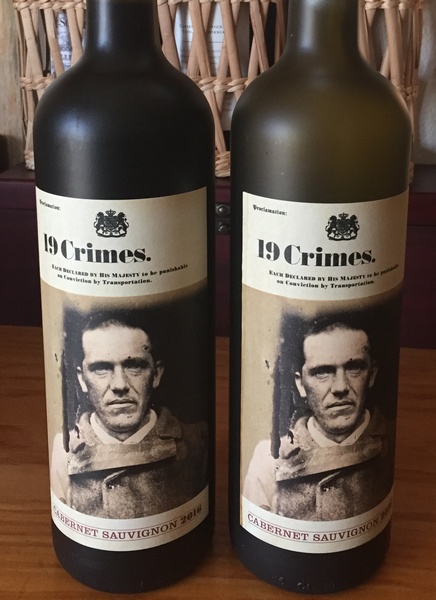 Proclamation:
19 Crimes.
Each Declared by His Majesty to be punishable
on Conviction by Transportation.
CABERNET SAUVIGNON 2016
Proclamation:
19 Crimes.
Each Declared by His Majesty to be punishable
on Conviction by Transportation.
CABERNET SAUVIGNON